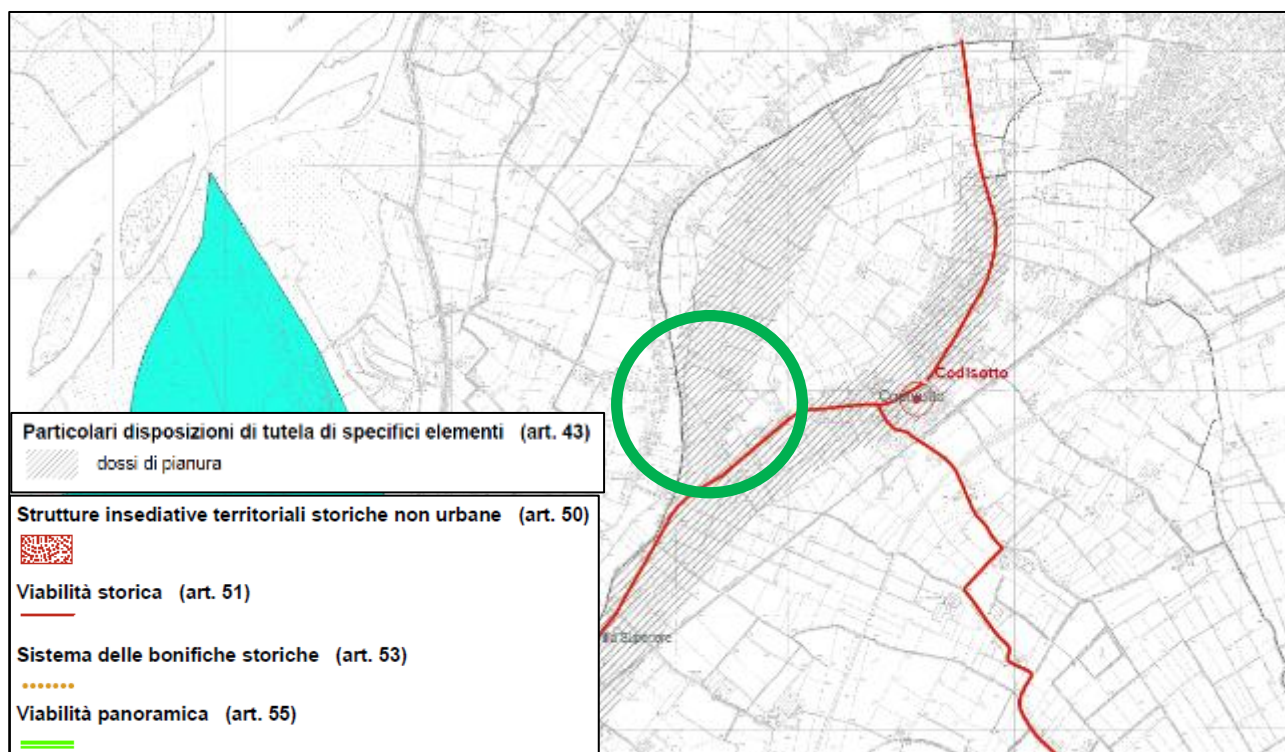 Codisotto
Particolari disposizioni di tutela di specifici elementi (art. 43)
dossi di pianura
Strutture insediative territoriali storiche non urbane (art. 50)
Viabilità storica (art. 51)
Sistema delle bonifiche storiche (art. 53)
Viabilità panoramica (art. 55)